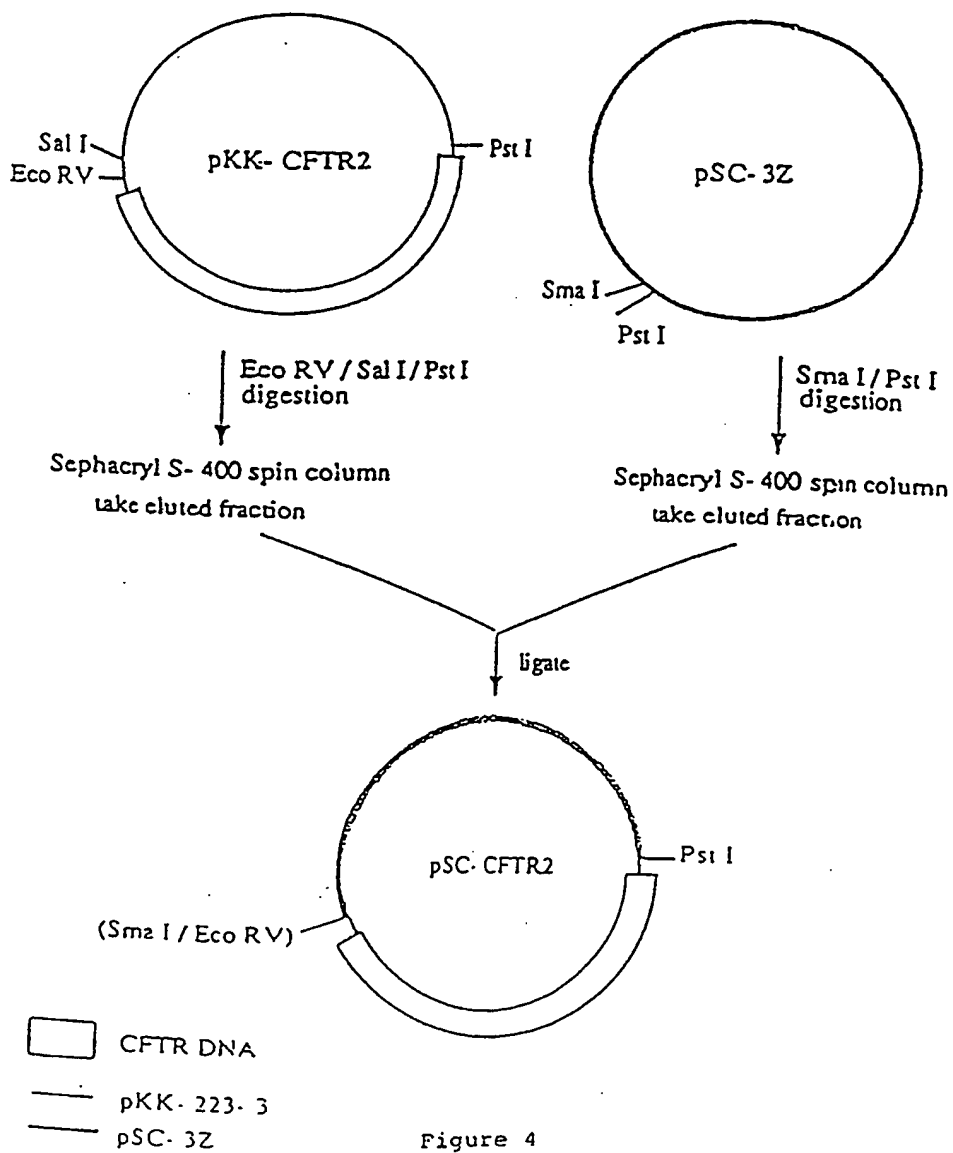 Sal I
Eco RV
pKK- CFTR2
Pst I
pSC- 3Z
Sma I
Pst I
Eco RV / Sal I / Pst I
digestion
Sma I / Pst I
digestion
Sephacryl S- 400 spin column
take eluted fraction
Sephacryl S- 400 spin column
take eluted fraction
ligate
pSC- CFTR2
Pst I
(Sma I / Eco RV)
CFTR DNA
pKK- 223- 3
pSC- 3Z
Figure 4